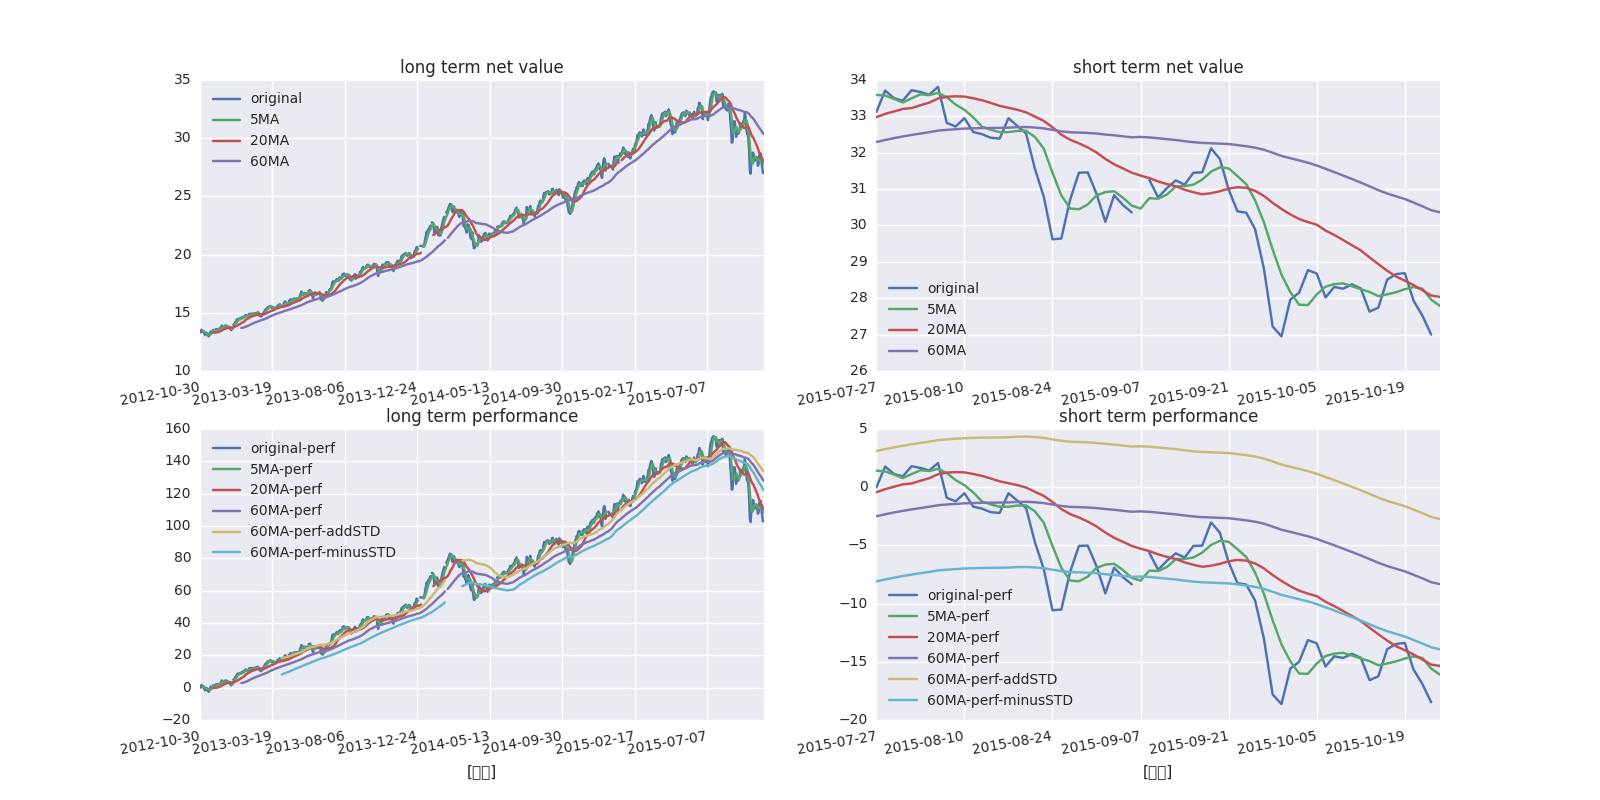 long term net value
35
30
25
20
15
10
original
5MA
20MA
60MA
2012-10-30
2013-03-19
2013-08-06
2013-12-24
2014-05-13
2014-09-30
2015-02-17
2015-07-07
short term net value
34
33
32
31
30
29
28
27
26
original
5MA
20MA
60MA
2015-07-27
2015-08-10
2015-08-24
2015-09-07
2015-09-21
2015-10-05
2015-10-19
long term performance
160
140
120
100
80
60
40
20
0
−20
original-perf
5MA-perf
20MA-perf
60MA-perf
60MA-perf-addSTD
60MA-perf-minusSTD
2012-10-30
2013-03-19
2013-08-06
2013-12-24
2014-05-13
2014-09-30
2015-02-17
2015-07-07
short term performance
5
0
−5
−10
−15
−20
original-perf
5MA-perf
20MA-perf
60MA-perf
60MA-perf-addSTD
60MA-perf-minusSTD
2015-07-27
2015-08-10
2015-08-24
2015-09-07
2015-09-21
2015-10-05
2015-10-19